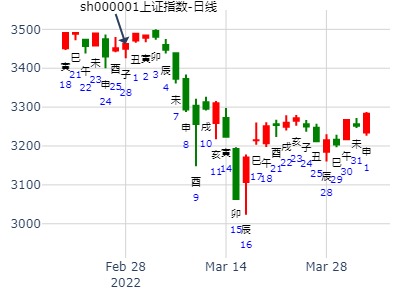 sh000001上证指数-日线
3500
3400
3300
3200
3100
3000
寅
18
巳
21
午
22
未
23
申
24
酉
25
子
28
丑
1
寅
2
卯
3
辰
4
未
7
申
8
酉
9
戌
10
亥
11
寅
14
卯
15
辰
16
巳
17
午
18
酉
21
戌
22
亥
23
子
24
丑
25
辰
28
巳
29
午
30
未
31
申
1
Feb 28
2022
Mar 14
Mar 28